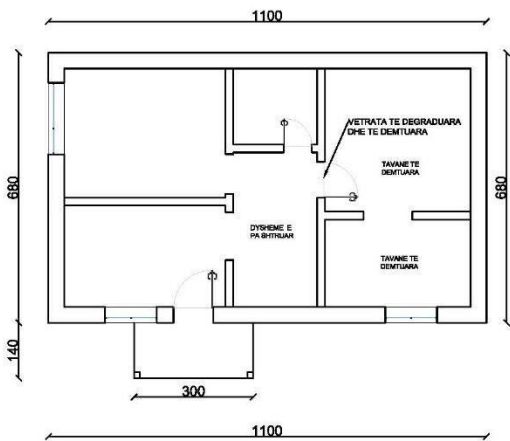 1100
680
680
VETRATA TE DEGRADUARA
DHE TE DEMTUARA
TAVANE TE
DEMTUARA
DYSHEME E
PA SHTRUAR
TAVANE TE
DEMTUARA
140
300
1100